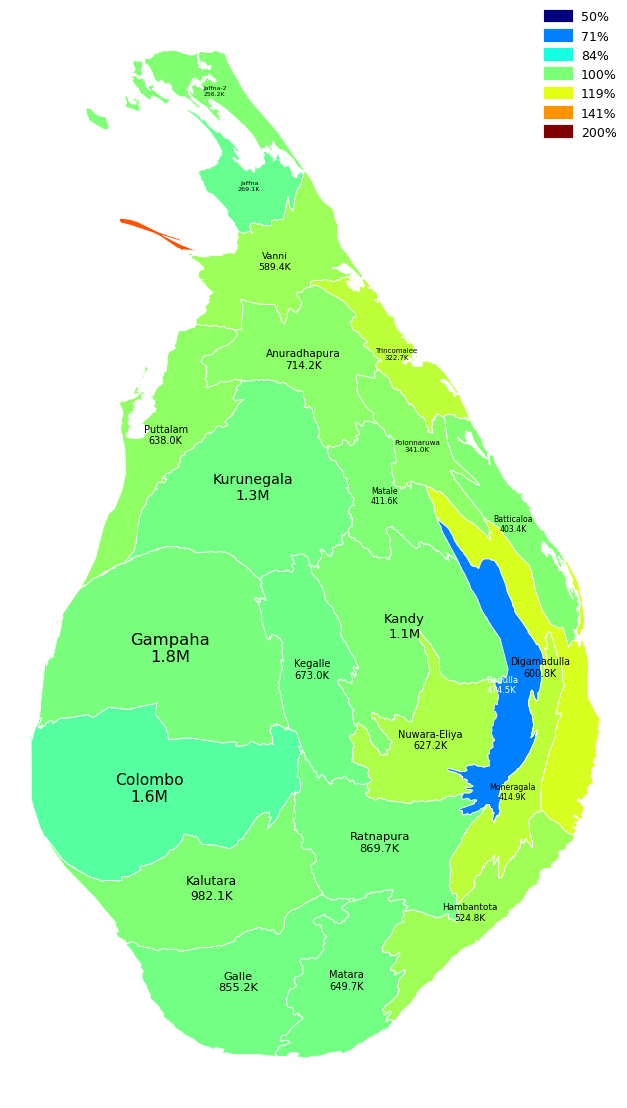 50%
71%
84%
100%
119%
141%
200%
Jaffna-2
256.2K
Jaffna
269.1K
Vanni
589.4K
Trincomalee
322.7K
Anuradhapura
714.2K
Puttalam
638.0K
Polonnaruwa
341.0K
Kurunegala
1.3M
Matale
411.6K
Batticaloa
403.4K
Kandy
1.1M
Gampaha
1.8M
Kegalle
673.0K
Digamadulla
600.8K
Badulla
474.5K
Nuwara-Eliya
627.2K
Colombo
1.6M
Moneragala
414.9K
Ratnapura
869.7K
Kalutara
982.1K
Hambantota
524.8K
Galle
855.2K
Matara
649.7K